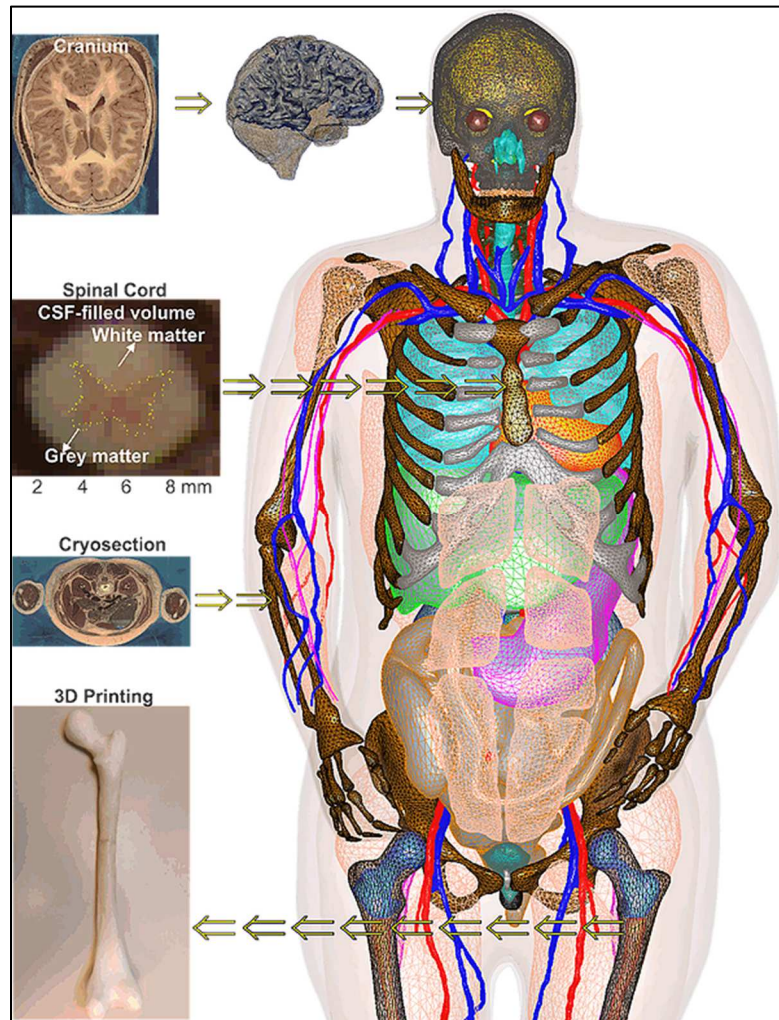 Cranium
Spinal Cord
CSF-filled volume
White matter
Grey matter
2 4 6 8 mm
Cryosection
3D Printing